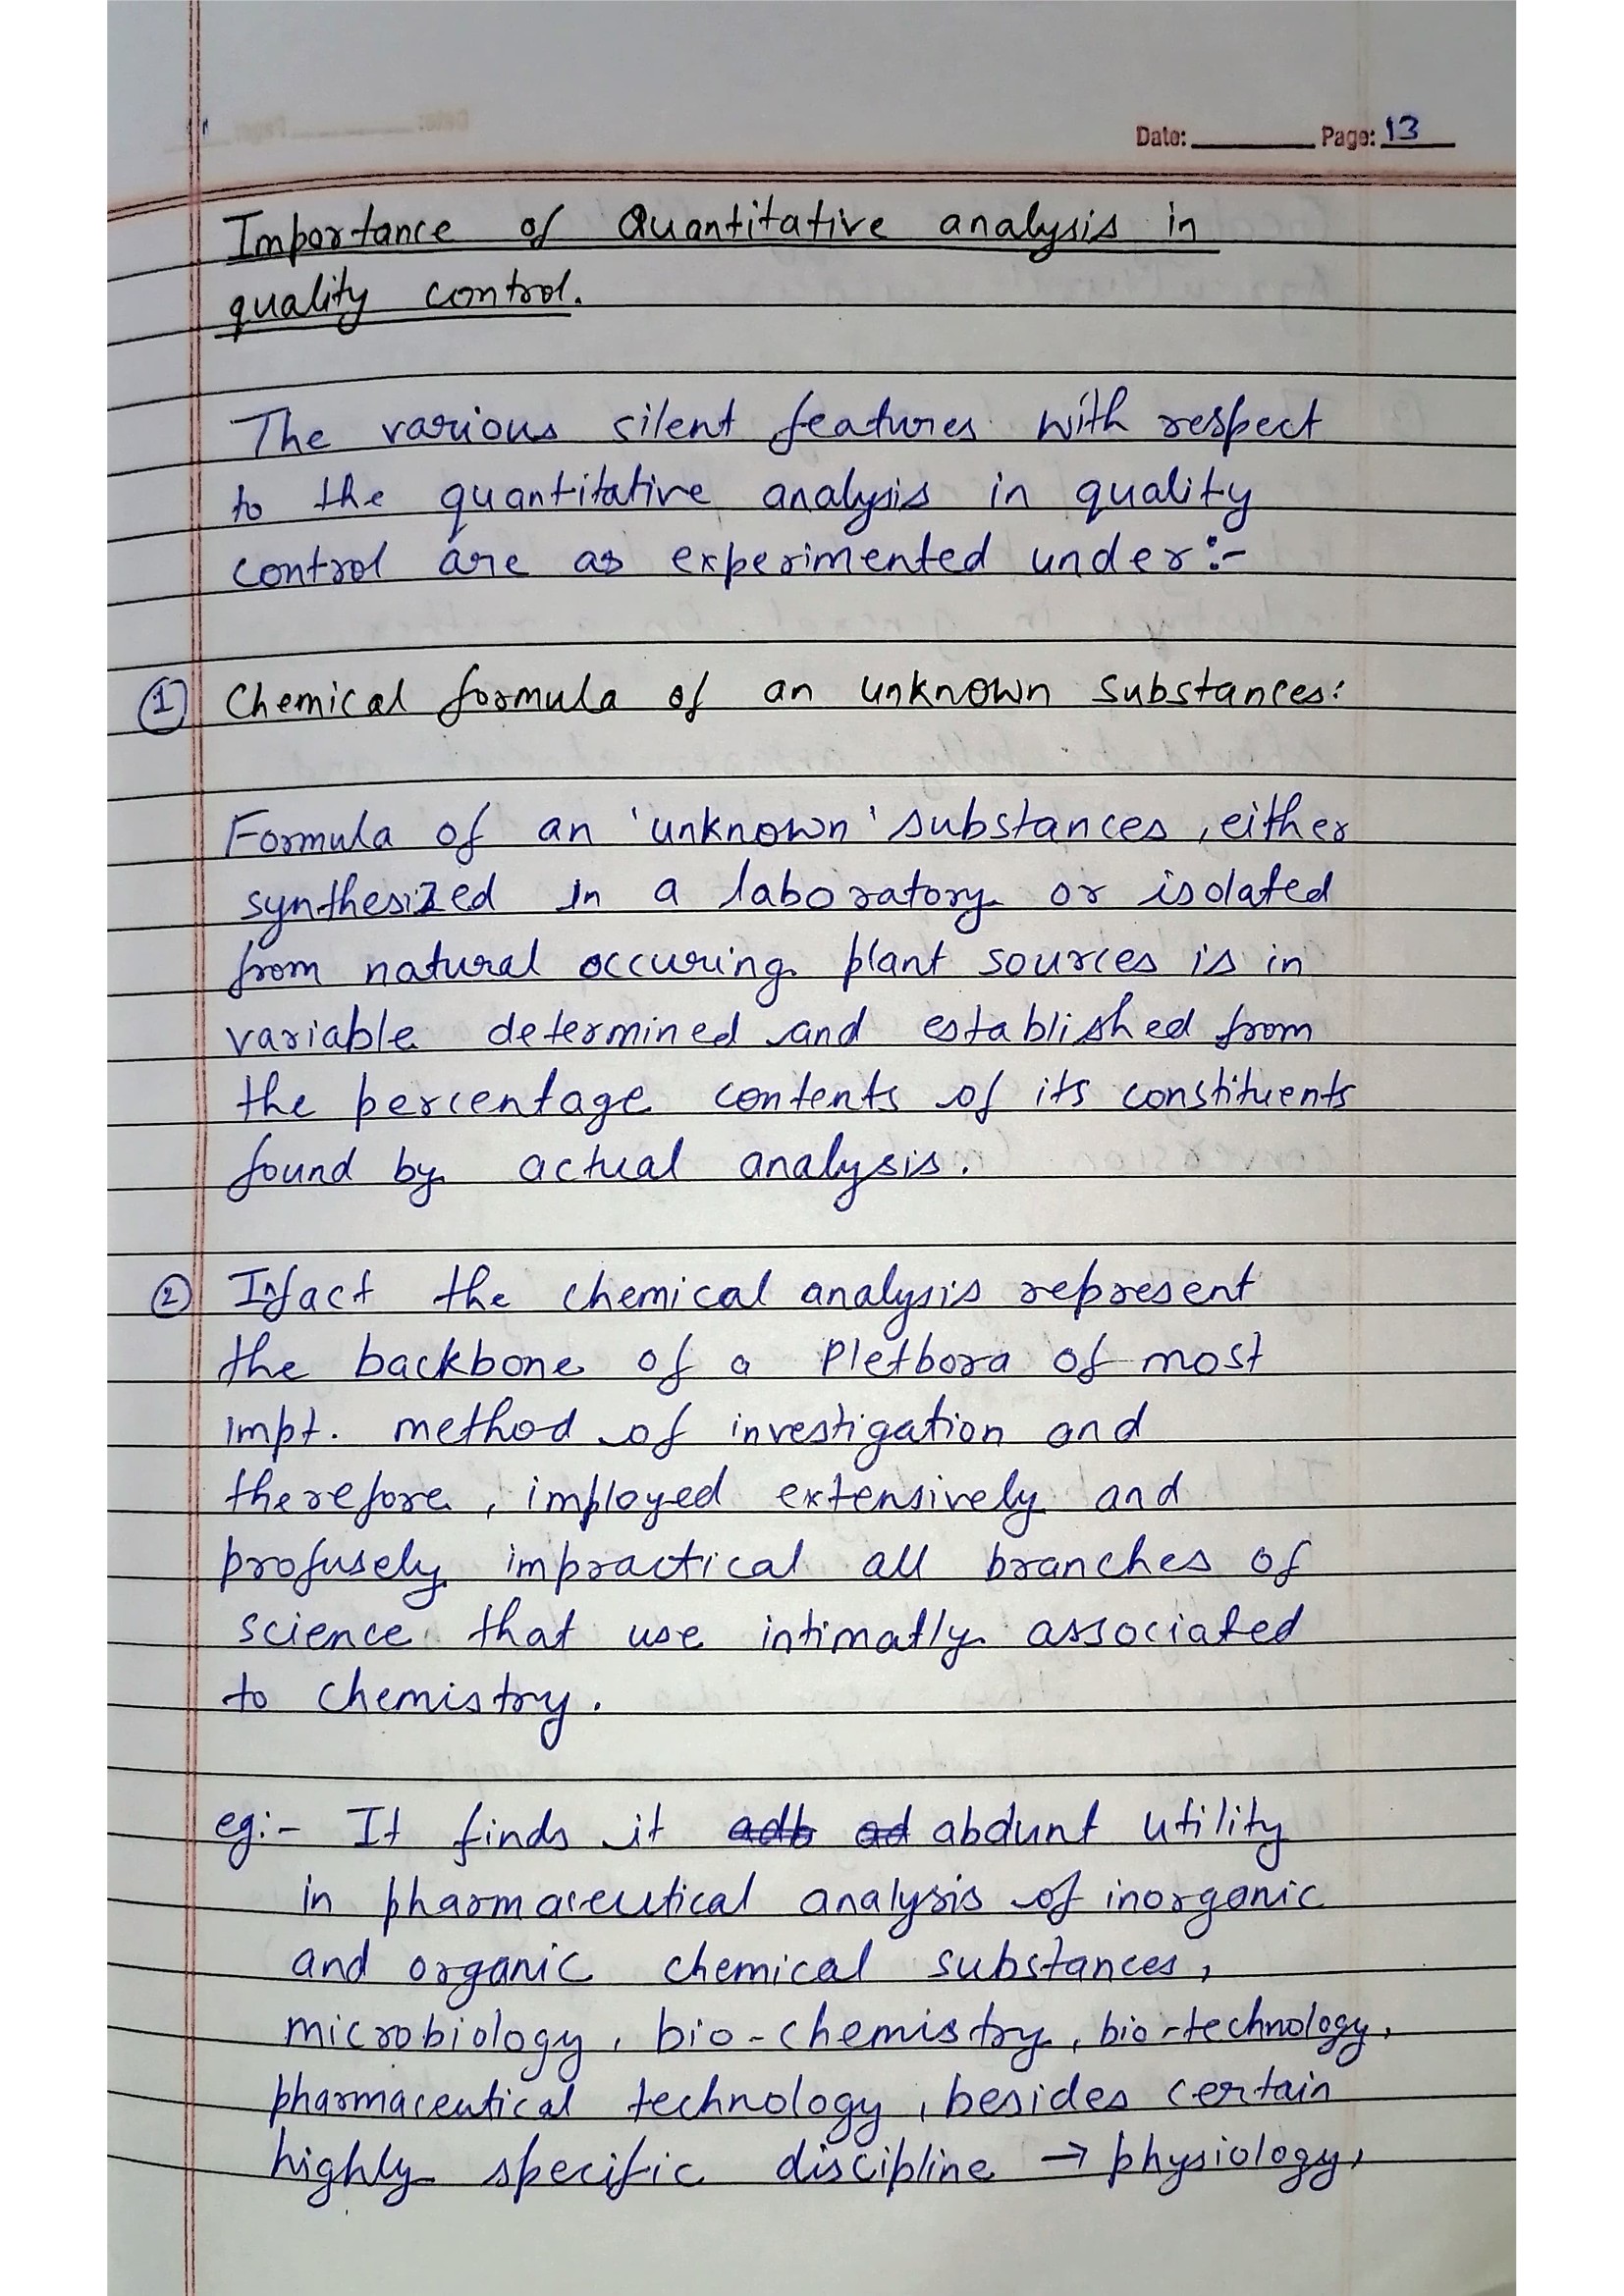 Date: Page: 13
Importance of Quantitative analysis in
quality control.
The various silent features with respect
to the quantitative analysis in quality
control are as experimented under:-
1 Chemical formula of an unknown substances:
Formula of an 'unknown' substances, either
synthesized in a laboratory or isolated
from natural occuring plant sources is in
variable determined and established from
the percentage contents of its constituents
found by actual analysis.
2 Infact the chemical analysis represent
the backbone of a Pletbora of most
impt. method of investigation and
therefore, imployed extensively and
profusely impractical all branches of
science that use intimatly associated
to chemistry.
eg:- It finds it adb ad abdunt utility
in pharmaceutical analysis of inorganic
and organic chemical substances,
microbiology, bio-chemistry, bio-technology,
pharmaceutical technology, besides certain
highly specific discipline → physiology,